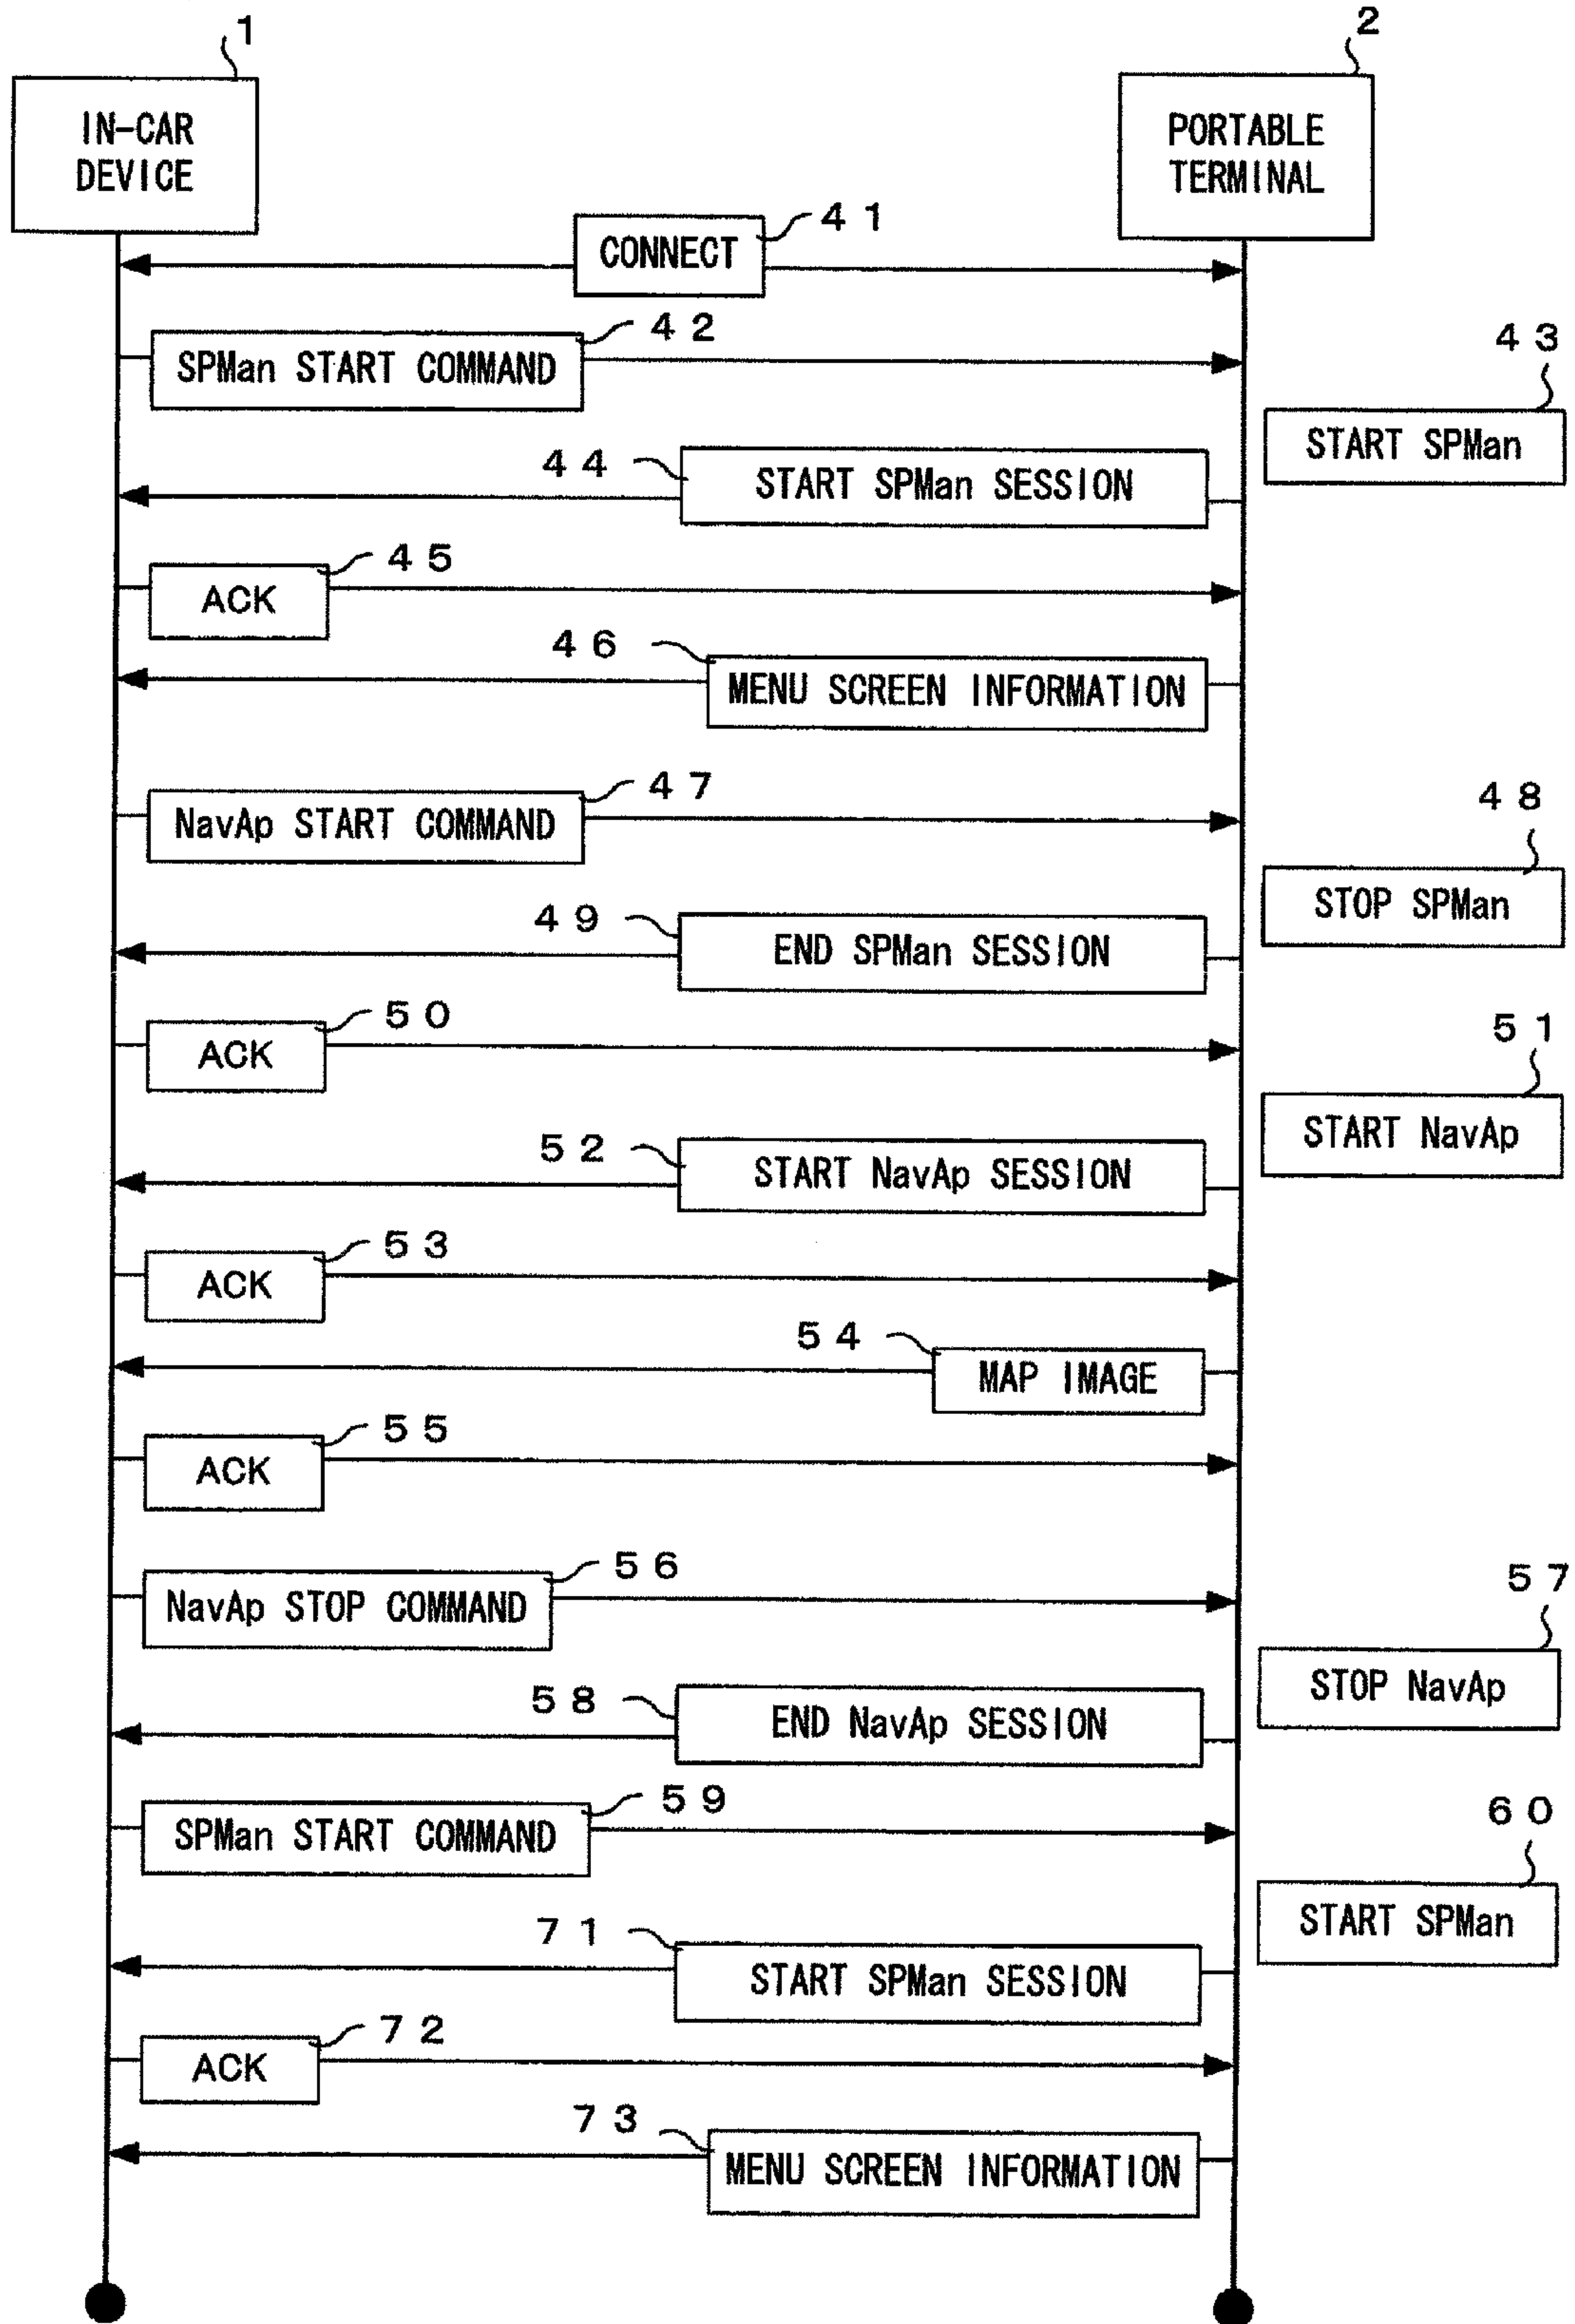 1
2
IN-CAR
DEVICE
PORTABLE
TERMINAL
CONNECT
41
SPMan START COMMAND
42
43
START SPMan
44
START SPMan SESSION
ACK
45
46
MENU SCREEN INFORMATION
NavAp START COMMAND
47
48
STOP SPMan
49
END SPMan SESSION
ACK
50
51
START NavAp
52
START NavAp SESSION
ACK
53
54
MAP IMAGE
ACK
55
NavAp STOP COMMAND
56
57
STOP NavAp
58
END NavAp SESSION
SPMan START COMMAND
59
60
START SPMan
71
START SPMan SESSION
ACK
72
73
MENU SCREEN INFORMATION